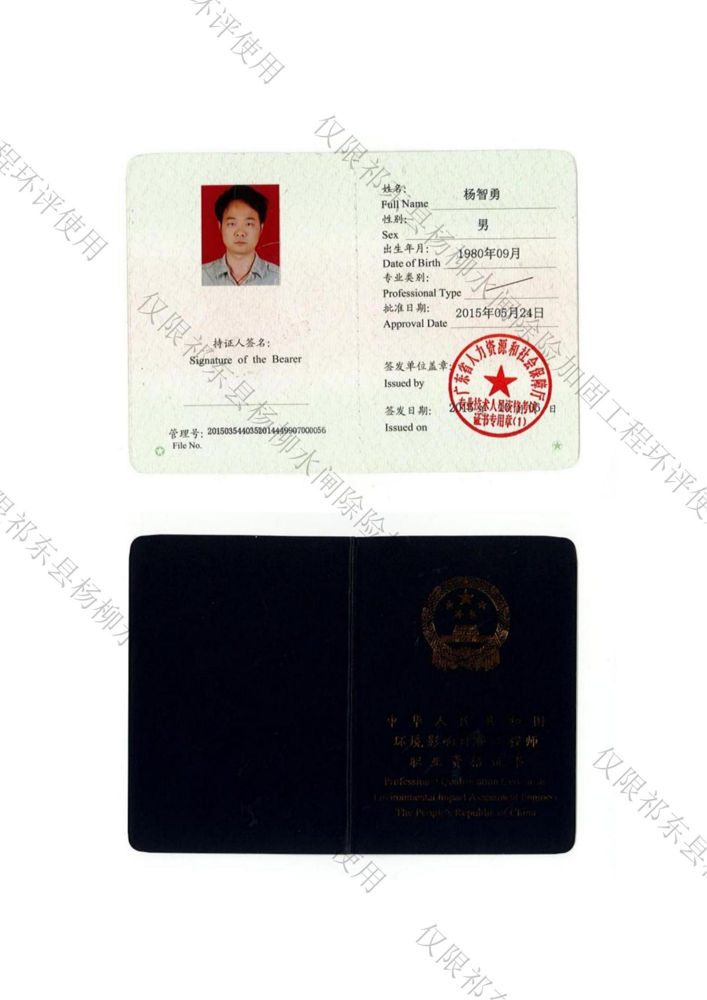 环评使用
程环评使用
仅限祁东县杨柳水闸除险加固工程环评使
姓名:
杨智勇
Full Name
性别:
男
Sex
出生年月:
1980年09月
Date of Birth
专业类别:
Professional Type
批准日期:
2015年05月24日
Approval Date
持证人签名:
Signature of the Bearer
签发单位盖章:
Issued by
广东省人力资源和社会保障厅
专业技术人员资格考试
证书专用章(1)
签发日期:
2015 年 10 月 06 日
Issued on
管理号: 2015035440352014449907000056
File No.
仅限祁东县杨柳水闸除险
限祁东县杨柳水
中华人民共和国
环境影响评价工程师
职业资格证书
Professional Qualification Certificate
Environmental Impact Assessment Engineer
The People's Republic of China
使用
仅限祁东县
仅限祁东